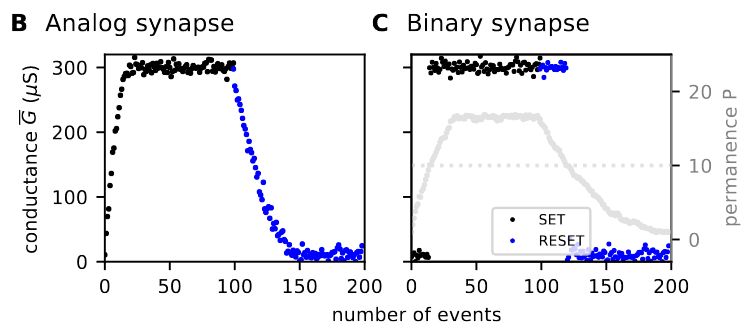 B Analog synapse
C Binary synapse
conductance G̅ (μS)
300
200
100
0
0 50 100 150 200
0 50 100 150 200
number of events
20
10
0
permanence P
SET
RESET